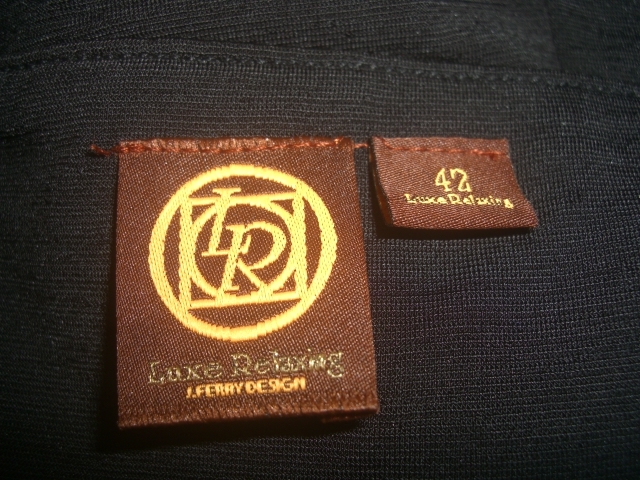 LR
Luxe Relaxing
J.FERRY DESIGN
42
Luxe Relaxing